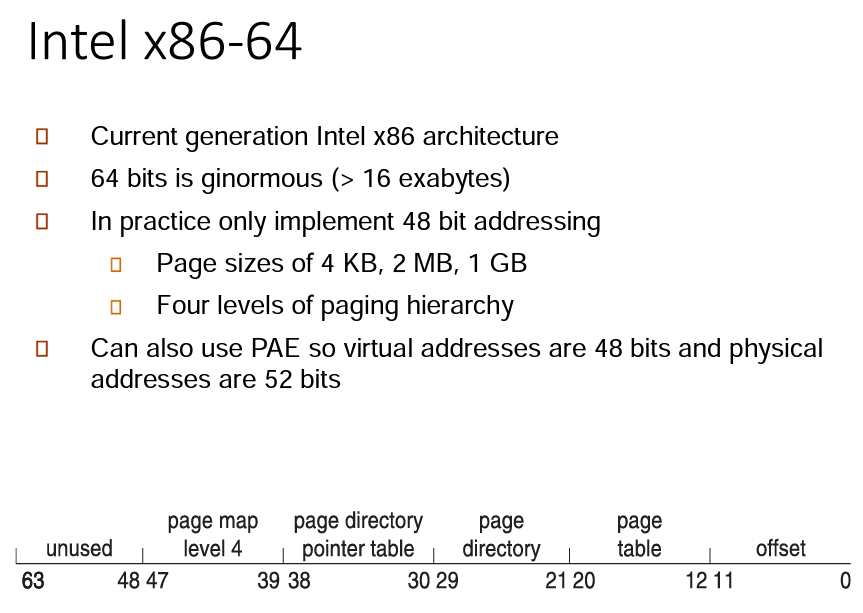 Intel x86-64
Current generation Intel x86 architecture
64 bits is ginormous (> 16 exabytes)
In practice only implement 48 bit addressing
Page sizes of 4 KB, 2 MB, 1 GB
Four levels of paging hierarchy
Can also use PAE so virtual addresses are 48 bits and physical
addresses are 52 bits
page map page directory page page
unused level 4 pointer table directory table offset
63 48 47 39 38 30 29 21 20 12 11 0